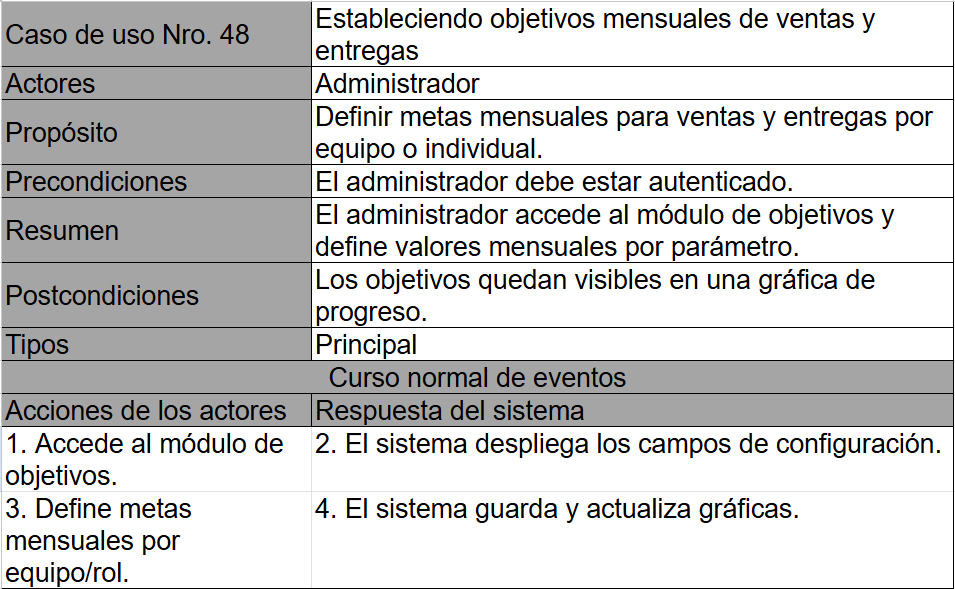 Caso de uso Nro. 48
Estableciendo objetivos mensuales de ventas y
entregas
Actores
Administrador
Propósito
Definir metas mensuales para ventas y entregas por
equipo o individual.
Precondiciones
El administrador debe estar autenticado.
Resumen
El administrador accede al módulo de objetivos y
define valores mensuales por parámetro.
Postcondiciones
Los objetivos quedan visibles en una gráfica de
progreso.
Tipos
Principal
Curso normal de eventos
Acciones de los actores
Respuesta del sistema
1. Accede al módulo de
objetivos.
2. El sistema despliega los campos de configuración.
3. Define metas
mensuales por
equipo/rol.
4. El sistema guarda y actualiza gráficas.